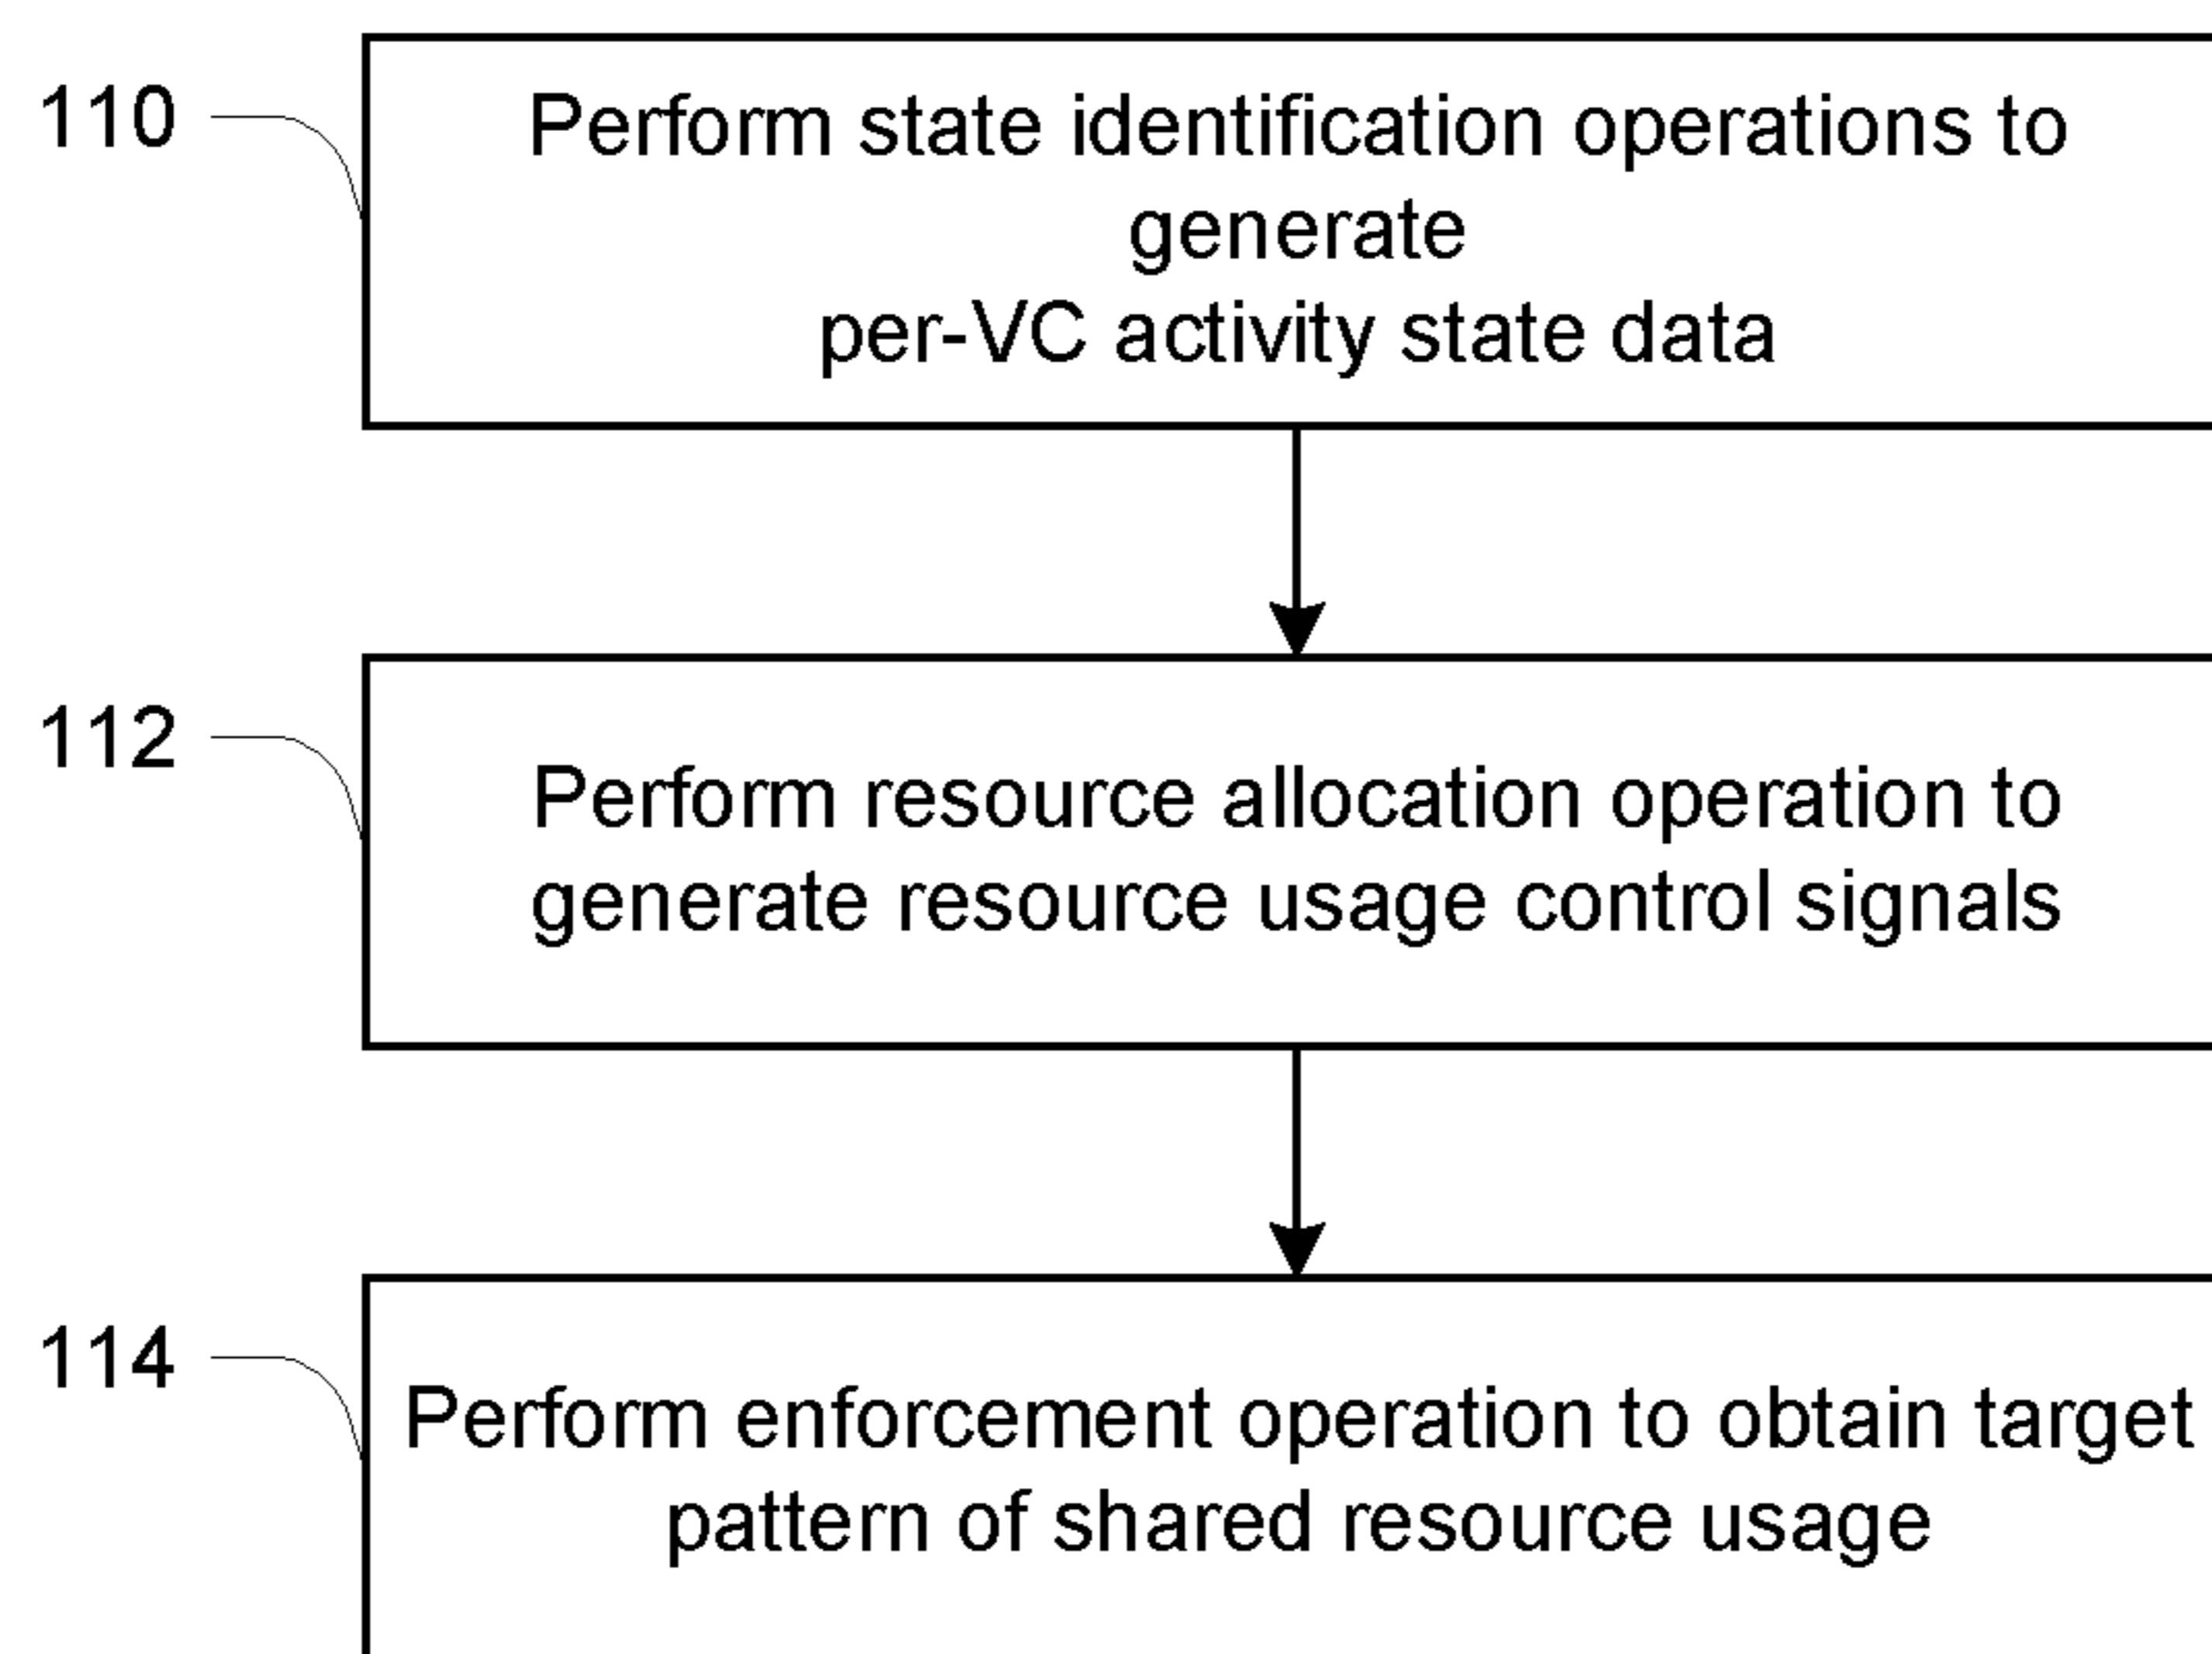 110
Perform state identification operations to
generate
per-VC activity state data
112
Perform resource allocation operation to
generate resource usage control signals
114
Perform enforcement operation to obtain target
pattern of shared resource usage